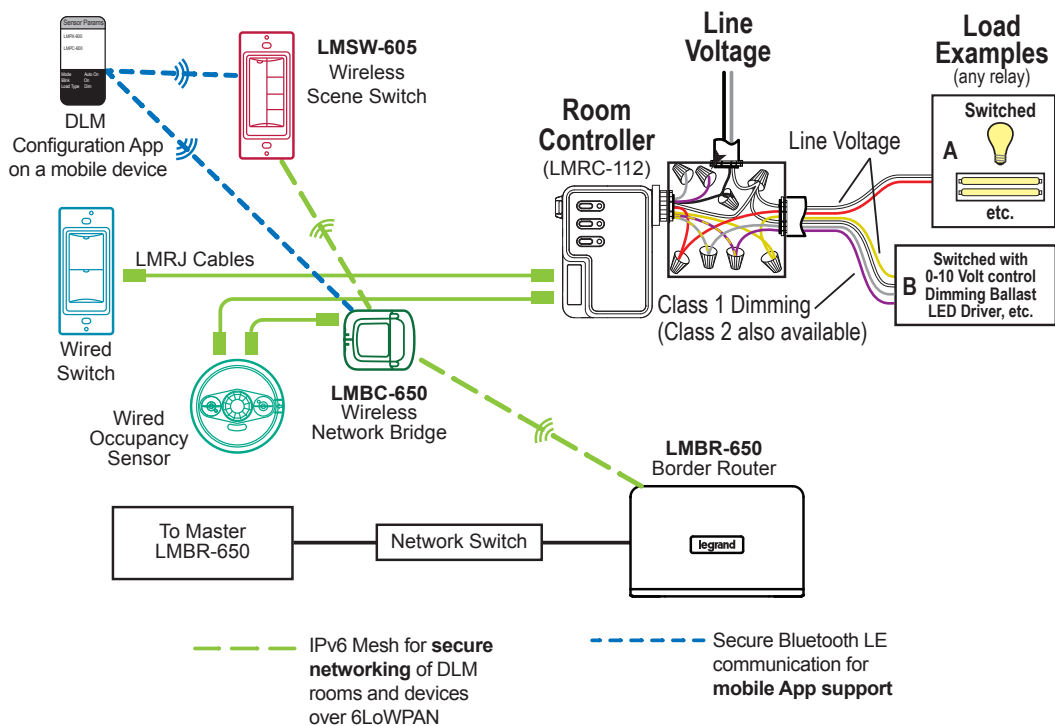 Sensor Params
LMPX-600
LMPC-600
Mode Auto On
Blink On
Load Type Dim
DLM
Configuration App
on a mobile device
LMSW-605
Wireless
Scene Switch
Line
Voltage
Load
Examples
(any relay)
Room
Controller
(LMRC-112)
Line Voltage
Switched
A
etc.
Switched with
0-10 Volt control
B
Dimming Ballast
LED Driver, etc.
LMRJ Cables
Class 1 Dimming
(Class 2 also available)
Wired
Switch
Wired
Occupancy
Sensor
LMBC-650
Wireless
Network Bridge
LMBR-650
Border Router
legrand
To Master
LMBR-650
Network Switch
IPv6 Mesh for secure
networking of DLM
rooms and devices
over 6LoWPAN
Secure Bluetooth LE
communication for
mobile App support